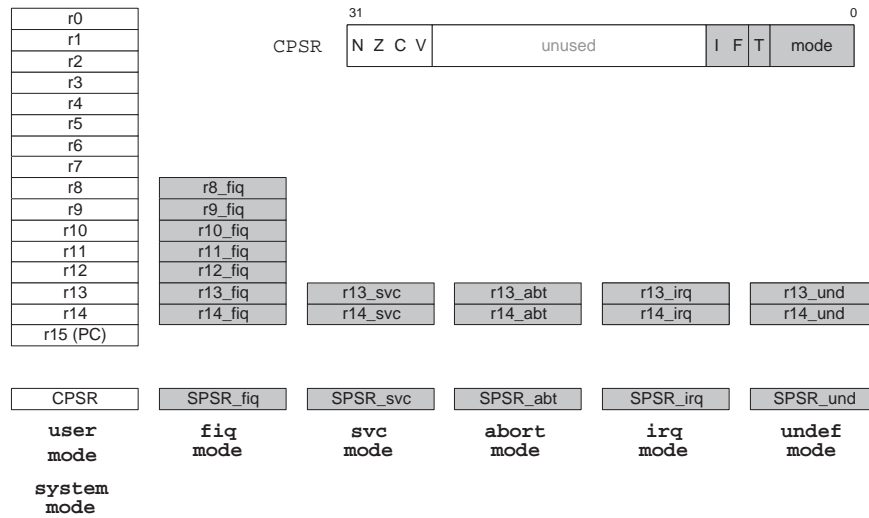 31 0
CPSR N Z C V unused I F T mode
r0
r1
r2
r3
r4
r5
r6
r7
r8 r8_fiq
r9 r9_fiq
r10 r10_fiq
r11 r11_fiq
r12 r12_fiq
r13 r13_fiq r13_svc r13_abt r13_irq r13_und
r14 r14_fiq r14_svc r14_abt r14_irq r14_und
r15 (PC)
CPSR SPSR_fiq SPSR_svc SPSR_abt SPSR_irq SPSR_und
user fiq svc abort irq undef
mode mode mode mode mode mode
system
mode